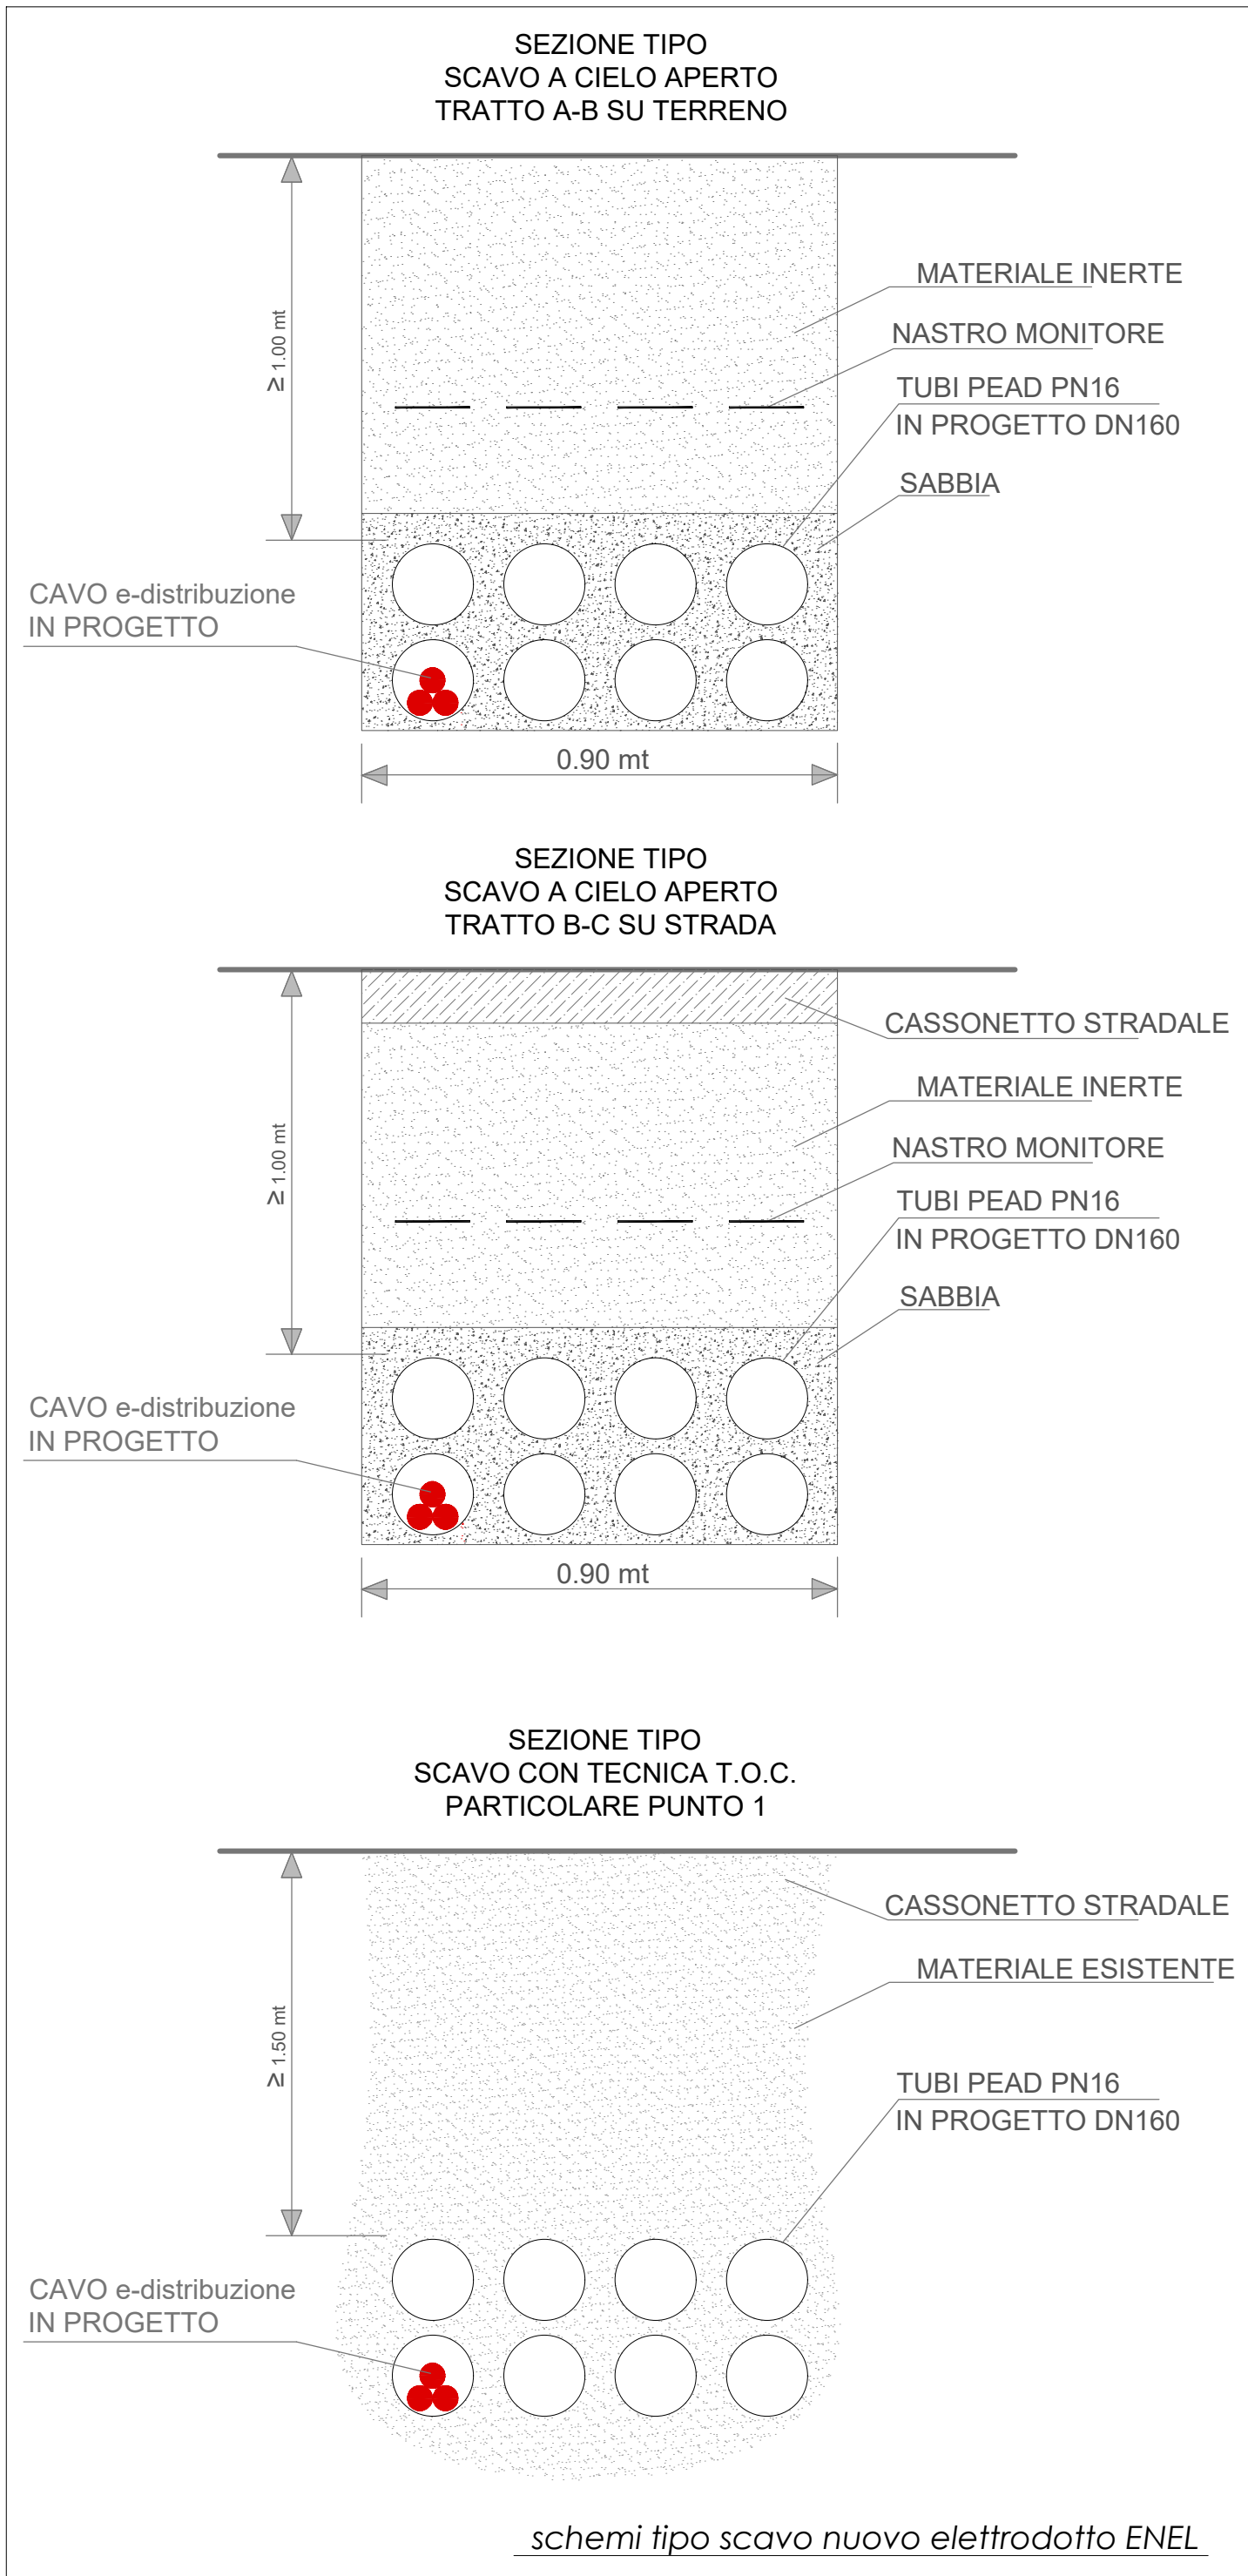 SEZIONE TIPO
SCAVO A CIELO APERTO
TRATTO A-B SU TERRENO
≥ 1.00 mt
MATERIALE INERTE
NASTRO MONITORE
TUBI PEAD PN16
IN PROGETTO DN160
SABBIA
CAVO e-distribuzione
IN PROGETTO
0.90 mt
SEZIONE TIPO
SCAVO A CIELO APERTO
TRATTO B-C SU STRADA
≥ 1.00 mt
CASSONETTO STRADALE
MATERIALE INERTE
NASTRO MONITORE
TUBI PEAD PN16
IN PROGETTO DN160
SABBIA
CAVO e-distribuzione
IN PROGETTO
0.90 mt
SEZIONE TIPO
SCAVO CON TECNICA T.O.C.
PARTICOLARE PUNTO 1
≥ 1.50 mt
CASSONETTO STRADALE
MATERIALE ESISTENTE
TUBI PEAD PN16
IN PROGETTO DN160
CAVO e-distribuzione
IN PROGETTO
schemi tipo scavo nuovo elettrodotto ENEL